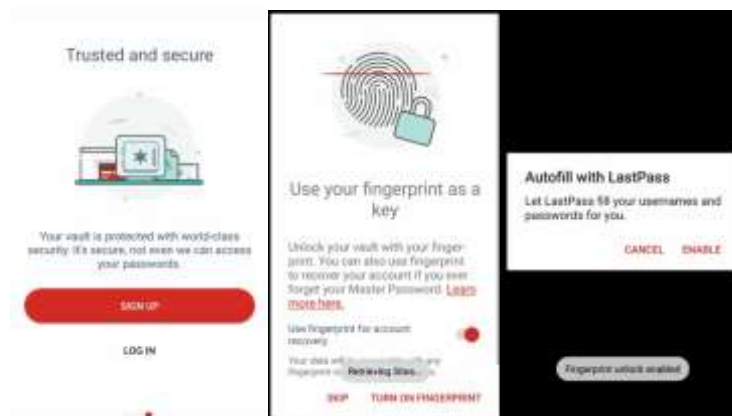 Trusted and secure
Your vault is protected with world-class
security. It's secure, not even we can access
your passwords.
SIGN UP
LOG IN
Use your fingerprint as a
key
Unlock your vault with your finger-
print. You can also use fingerprint
to recover your account if you ever
forget your Master Password. Learn
more here.
Use fingerprint for account
recovery
Your data will
any
fingerprint
Retrieving Sites...
SKIP TURN ON FINGERPRINT
Autofill with LastPass
Let LastPass fill your usernames and
passwords for you.
CANCEL ENABLE
Fingerprint unlock enabled